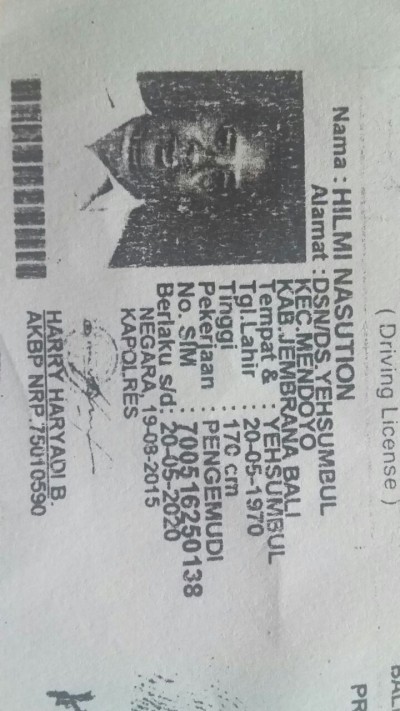 ( Driving License )
Nama : HILMI NASUTION
Alamat : DSN/DS.YEHSUMBUL
KEC.MENDOYO
KAB.JEMBRANA BALI
Tempat & : YEHSUMBUL
Tgl.Lahir : 20-05-1970
Tinggi : 170 cm
Pekerjaan : PENGEMUDI
No. SIM : 700516250138
Berlaku s/d: 20-05-2020
NEGARA, 19-08-2015
KAPOLRES
HARRY HARYADI B.
AKBP NRP.75010590
BAL
PR